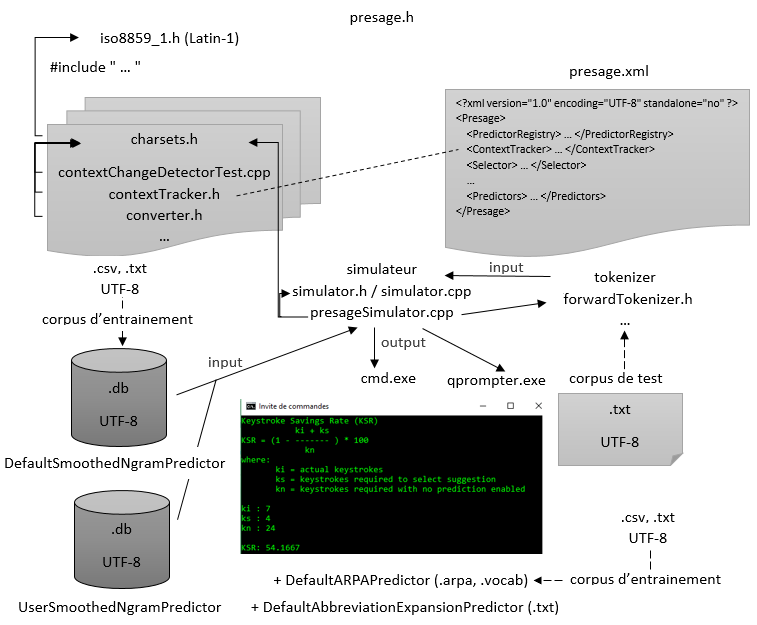 presage.h
iso8859_1.h (Latin-1)
#include " ... "
presage.xml
charsets.h
contextChangeDetectorTest.cpp
contextTracker.h
converter.h
...
<?xml version="1.0" encoding="UTF-8" standalone="no" ?>
<Presage>
<PredictorRegistry> ... </PredictorRegistry>
<ContextTracker> ... </ContextTracker>
<Selector> ... </Selector>
...
<Predictors> ... </Predictors>
</Presage>
.csv, .txt
UTF-8
corpus d'entrainement
simulateur
simulator.h / simulator.cpp
presageSimulator.cpp
input
tokenizer
forwardTokenizer.h
...
input
output
cmd.exe
qprompter.exe
corpus de test
.txt
UTF-8
.db
UTF-8
DefaultSmoothedNgramPredictor
.db
UTF-8
UserSmoothedNgramPredictor
Invite de commandes
Keystroke Savings Rate (KSR)
ki + ks
KSR = (1 - ------- ) * 100
kn
where:
ki = actual keystrokes
ks = keystrokes required to select suggestion
kn = keystrokes required with no prediction enabled
ki : 7
ks : 4
kn : 24
KSR: 54.1667
.csv, .txt
UTF-8
+ DefaultARPAPredictor (.arpa, .vocab)
corpus d'entrainement
+ DefaultAbbreviationExpansionPredictor (.txt)